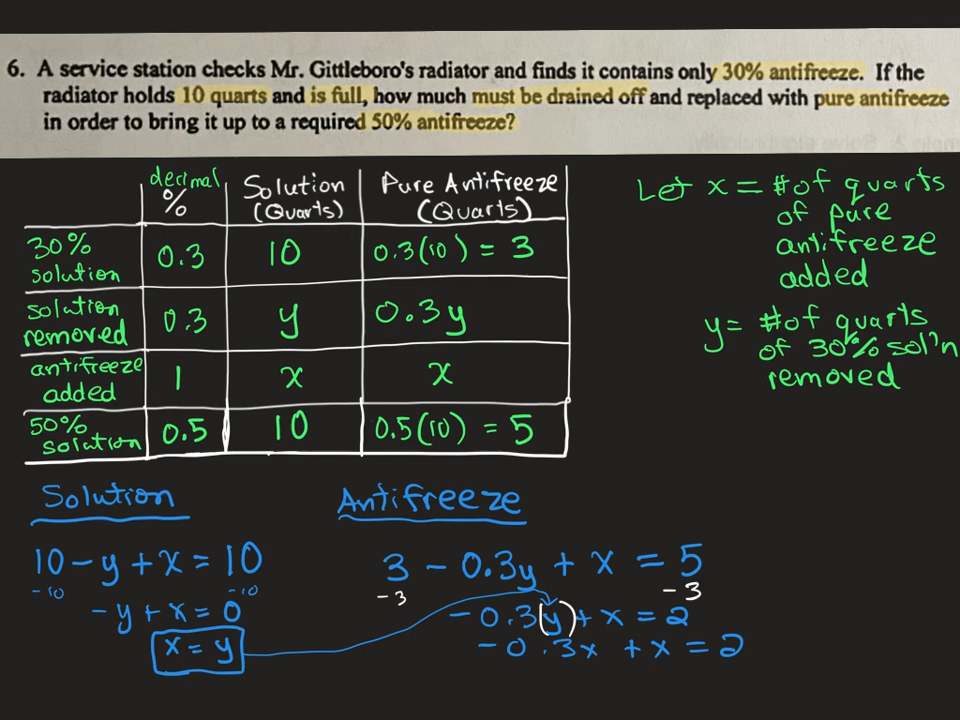 6. A service station checks Mr. Gittleboro's radiator and finds it contains only 30% antifreeze. If the
radiator holds 10 quarts and is full, how much must be drained off and replaced with pure antifreeze
in order to bring it up to a required 50% antifreeze?
decimal
%
Solution
(Quarts)
Pure Antifreeze
(Quarts)
30%
solution
0.3
10
0.3(10) = 3
solution
removed
0.3
y
0.3y
antifreeze
added
1
x
x
50%
solution
0.5
10
0.5(10) = 5
Let x = # of quarts
of pure
antifreeze
added
y = # of quarts
of 30% sol'n
removed
Solution
10 - y + x = 10
-10 -10
-y + x = 0
x = y
Antifreeze
3 - 0.3y + x = 5
-3 -3
-0.3(y) + x = 2
-0.3x + x = 2